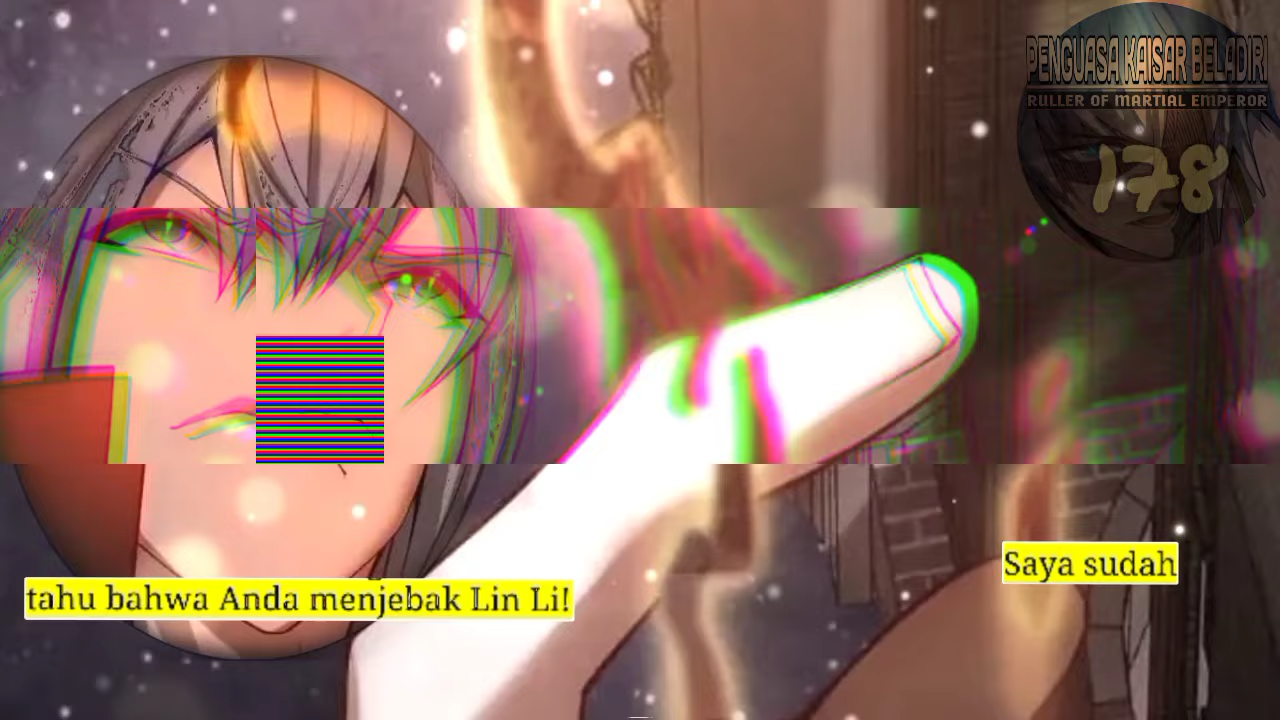 PENGUASA KAISAR BELADIRI
RULLER OF MARTIAL EMPEROR
178
Saya sudah
tahu bahwa Anda menjebak Lin Li!